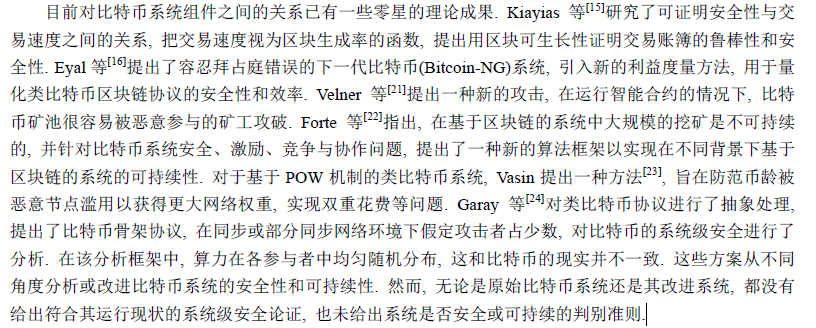 目前对比特币系统组件之间的关系已有一些零星的理论成果. Kiayias 等[15]研究了可证明安全性与交
易速度之间的关系, 把交易速度视为区块生成率的函数, 提出用区块可生长性证明交易账簿的鲁棒性和安
全性. Eyal 等[16]提出了容忍拜占庭错误的下一代比特币(Bitcoin-NG)系统, 引入新的利益度量方法, 用于量
化类比特币区块链协议的安全性和效率. Velner 等[21]提出一种新的攻击, 在运行智能合约的情况下, 比特
币矿池很容易被恶意参与的矿工攻破. Forte 等[22]指出, 在基于区块链的系统中大规模的挖矿是不可持续
的, 并针对比特币系统安全、激励、竞争与协作问题, 提出了一种新的算法框架以实现在不同背景下基于
区块链的系统的可持续性. 对于基于 POW 机制的类比特币系统, Vasin 提出一种方法[23], 旨在防范币龄被
恶意节点滥用以获得更大网络权重, 实现双重花费等问题. Garay 等[24]对类比特币协议进行了抽象处理,
提出了比特币骨架协议, 在同步或部分同步网络环境下假定攻击者占少数, 对比特币的系统级安全进行了
分析. 在该分析框架中, 算力在各参与者中均匀随机分布, 这和比特币的现实并不一致. 这些方案从不同
角度分析或改进比特币系统的安全性和可持续性. 然而, 无论是原始比特币系统还是其改进系统, 都没有
给出符合其运行现状的系统级安全论证, 也未给出系统是否安全或可持续的判别准则.